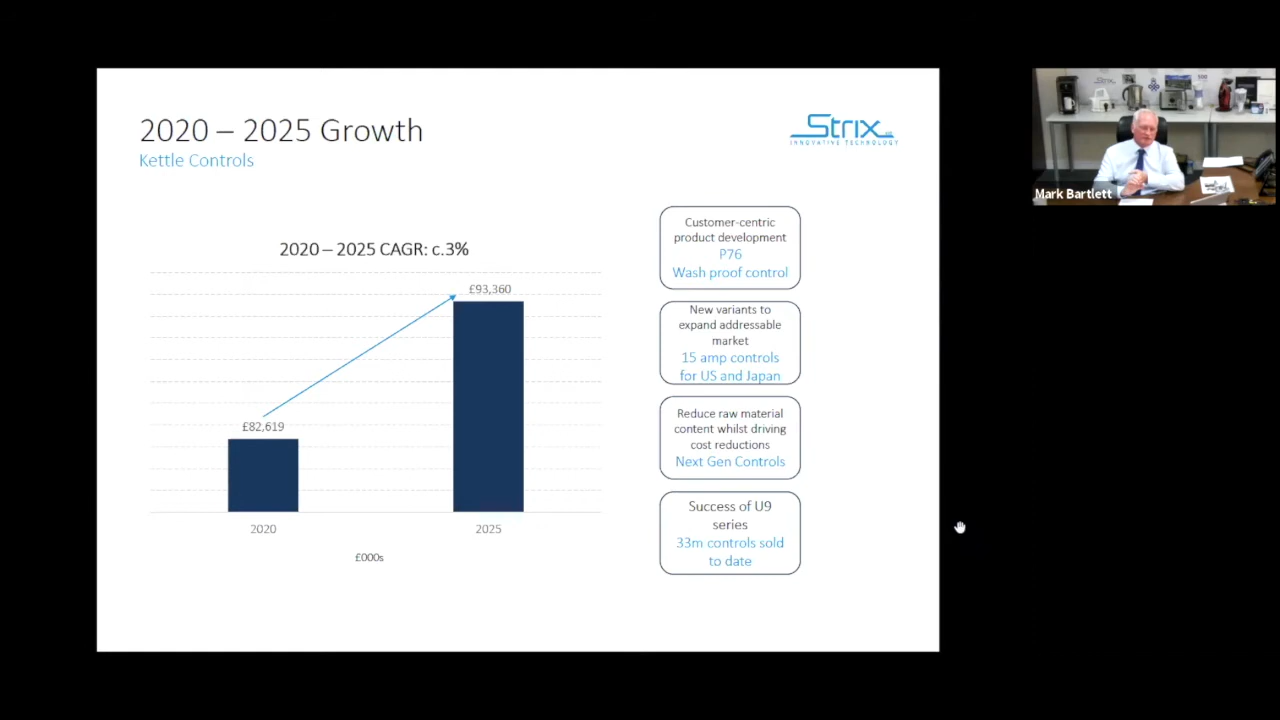 2020 – 2025 Growth
Kettle Controls
Strix
INNOVATIVE TECHNOLOGY
2020 – 2025 CAGR: c.3%
£93,360
£82,619
2020
2025
£000s
Customer-centric
product development
P76
Wash proof control
New variants to
expand addressable
market
15 amp controls
for US and Japan
Reduce raw material
content whilst driving
cost reductions
Next Gen Controls
Success of U9
series
33m controls sold
to date
Strix
Mark Bartlett